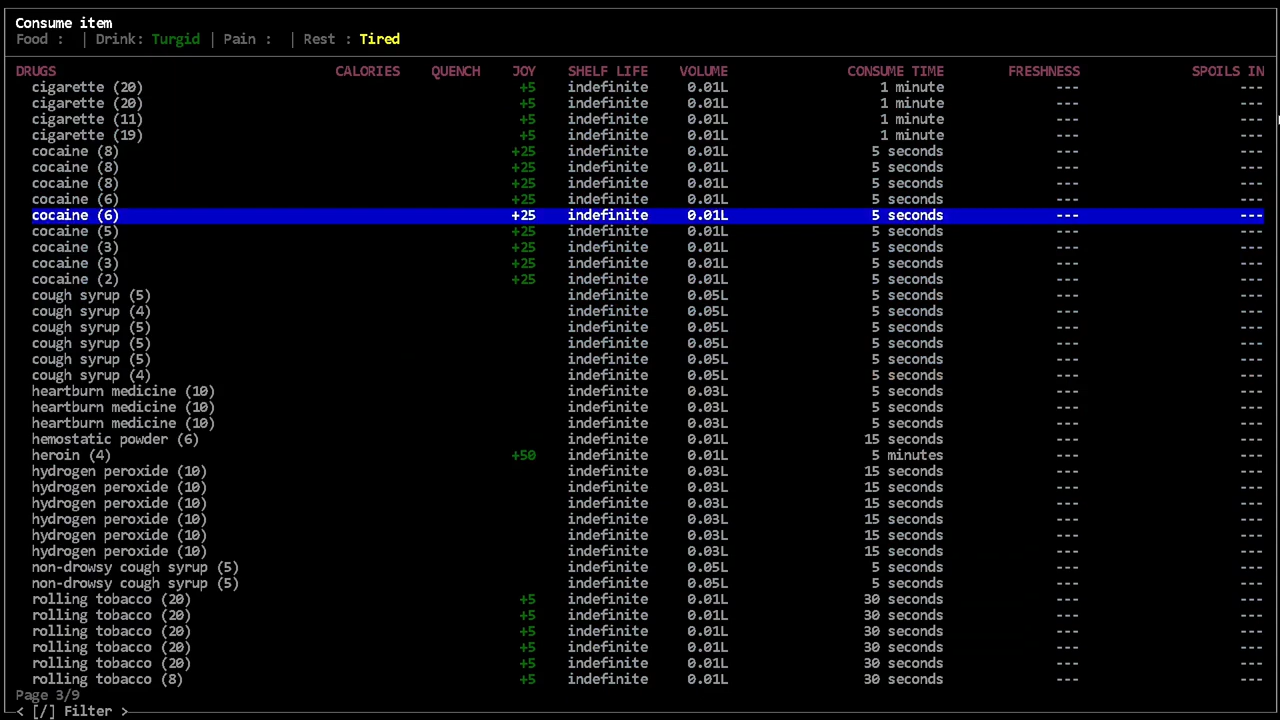 Consume item
Food :  | Drink: Turgid | Pain :  | Rest : Tired
DRUGS CALORIES QUENCH JOY SHELF LIFE VOLUME CONSUME TIME FRESHNESS SPOILS IN
cigarette (20) +5 indefinite 0.01L 1 minute --- ---
cigarette (20) +5 indefinite 0.01L 1 minute --- ---
cigarette (11) +5 indefinite 0.01L 1 minute --- ---
cigarette (19) +5 indefinite 0.01L 1 minute --- ---
cocaine (8) +25 indefinite 0.01L 5 seconds --- ---
cocaine (8) +25 indefinite 0.01L 5 seconds --- ---
cocaine (8) +25 indefinite 0.01L 5 seconds --- ---
cocaine (6) +25 indefinite 0.01L 5 seconds --- ---
cocaine (6) +25 indefinite 0.01L 5 seconds --- ---
cocaine (5) +25 indefinite 0.01L 5 seconds --- ---
cocaine (3) +25 indefinite 0.01L 5 seconds --- ---
cocaine (3) +25 indefinite 0.01L 5 seconds --- ---
cocaine (2) +25 indefinite 0.01L 5 seconds --- ---
cough syrup (5) indefinite 0.05L 5 seconds --- ---
cough syrup (4) indefinite 0.05L 5 seconds --- ---
cough syrup (5) indefinite 0.05L 5 seconds --- ---
cough syrup (5) indefinite 0.05L 5 seconds --- ---
cough syrup (5) indefinite 0.05L 5 seconds --- ---
cough syrup (4) indefinite 0.05L 5 seconds --- ---
heartburn medicine (10) indefinite 0.03L 5 seconds --- ---
heartburn medicine (10) indefinite 0.03L 5 seconds --- ---
heartburn medicine (10) indefinite 0.03L 5 seconds --- ---
hemostatic powder (6) indefinite 0.01L 15 seconds --- ---
heroin (4) +50 indefinite 0.01L 5 minutes --- ---
hydrogen peroxide (10) indefinite 0.03L 15 seconds --- ---
hydrogen peroxide (10) indefinite 0.03L 15 seconds --- ---
hydrogen peroxide (10) indefinite 0.03L 15 seconds --- ---
hydrogen peroxide (10) indefinite 0.03L 15 seconds --- ---
hydrogen peroxide (10) indefinite 0.03L 15 seconds --- ---
hydrogen peroxide (10) indefinite 0.03L 15 seconds --- ---
non-drowsy cough syrup (5) indefinite 0.05L 5 seconds --- ---
non-drowsy cough syrup (5) indefinite 0.05L 5 seconds --- ---
rolling tobacco (20) +5 indefinite 0.01L 30 seconds --- ---
rolling tobacco (20) +5 indefinite 0.01L 30 seconds --- ---
rolling tobacco (20) +5 indefinite 0.01L 30 seconds --- ---
rolling tobacco (20) +5 indefinite 0.01L 30 seconds --- ---
rolling tobacco (20) +5 indefinite 0.01L 30 seconds --- ---
rolling tobacco (8) +5 indefinite 0.01L 30 seconds --- ---
Page 3/9
< [/] Filter >